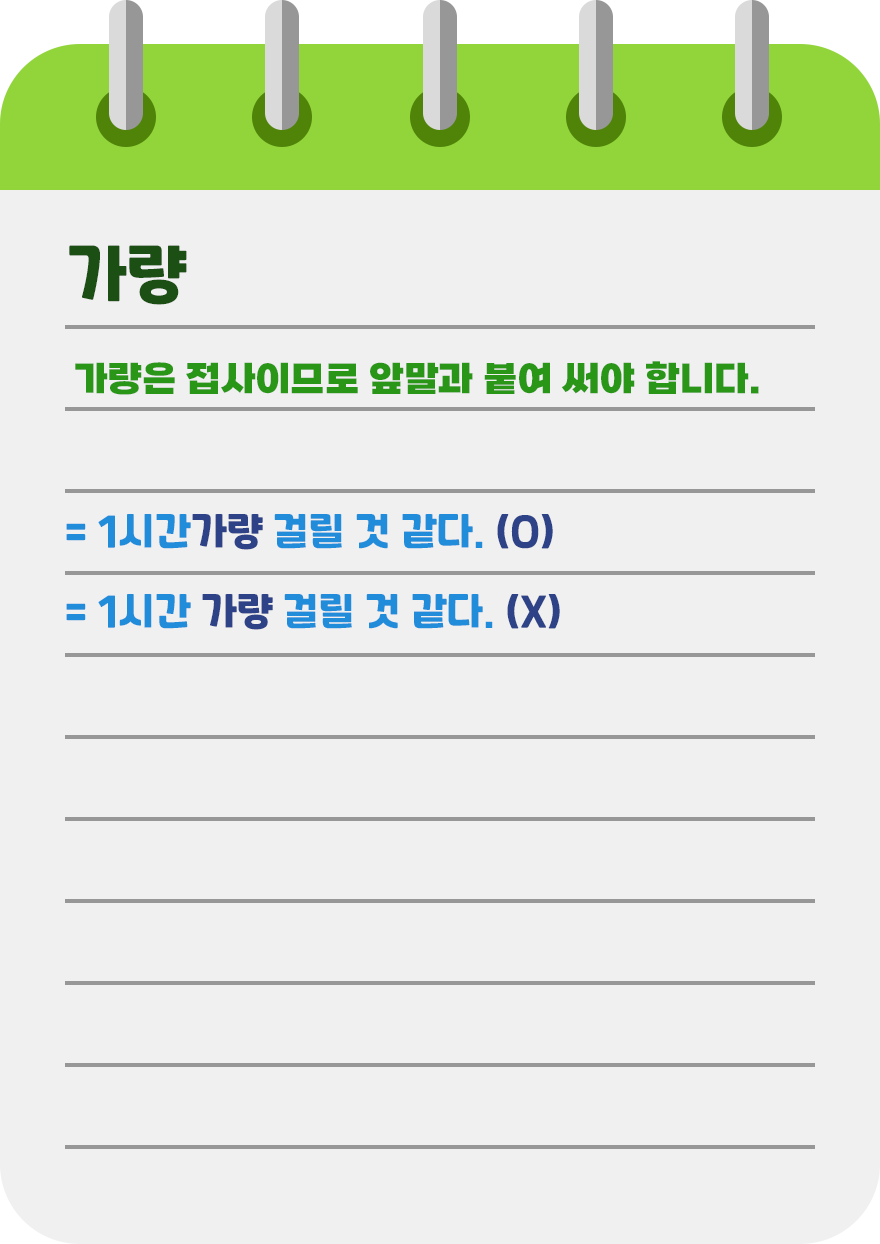 가량
가량은 접사이므로 앞말과 붙여 써야 합니다.
= 1시간가량 걸릴 것 같다. (O)
= 1시간 가량 걸릴 것 같다. (X)